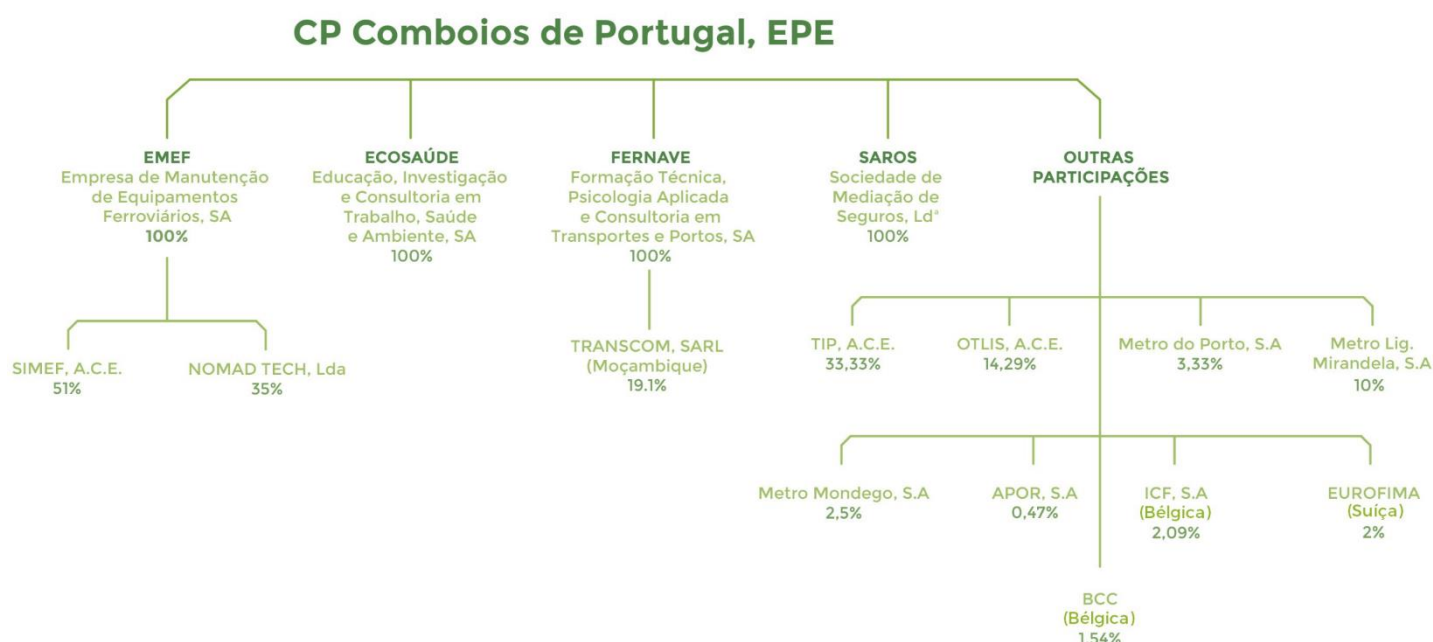 CP Comboios de Portugal, EPE
EMEF
Empresa de Manutenção
de Equipamentos
Ferroviários, SA
100%
ECOSAÚDE
Educação, Investigação
e Consultoria em
Trabalho, Saúde
e Ambiente, SA
100%
FERNAVE
Formação Técnica,
Psicologia Aplicada
e Consultoria em
Transportes e Portos, SA
100%
SAROS
Sociedade de
Mediação de
Seguros, Ldª
100%
OUTRAS
PARTICIPAÇÕES
SIMEF, A.C.E.
51%
NOMAD TECH, Lda
35%
TRANSCOM, SARL
(Moçambique)
19.1%
TIP, A.C.E.
33,33%
OTLIS, A.C.E.
14,29%
Metro do Porto, S.A
3,33%
Metro Lig.
Mirandela, S.A
10%
Metro Mondego, S.A
2,5%
APOR, S.A
0,47%
ICF, S.A
(Bélgica)
2,09%
EUROFIMA
(Suíça)
2%
BCC
(Bélgica)
1,54%